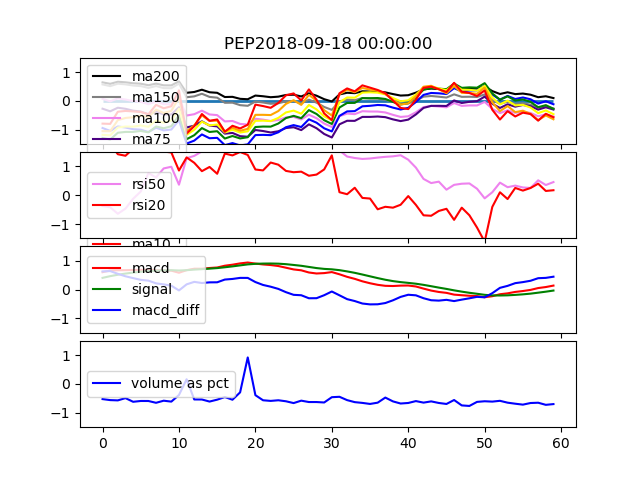 PEP2018-09-18 00:00:00
1
0
−1
ma200
ma150
ma100
ma75
1
0
−1
rsi50
rsi20
ma10
1
0
−1
macd
signal
macd_diff
1
0
−1
volume as pct
0 10 20 30 40 50 60